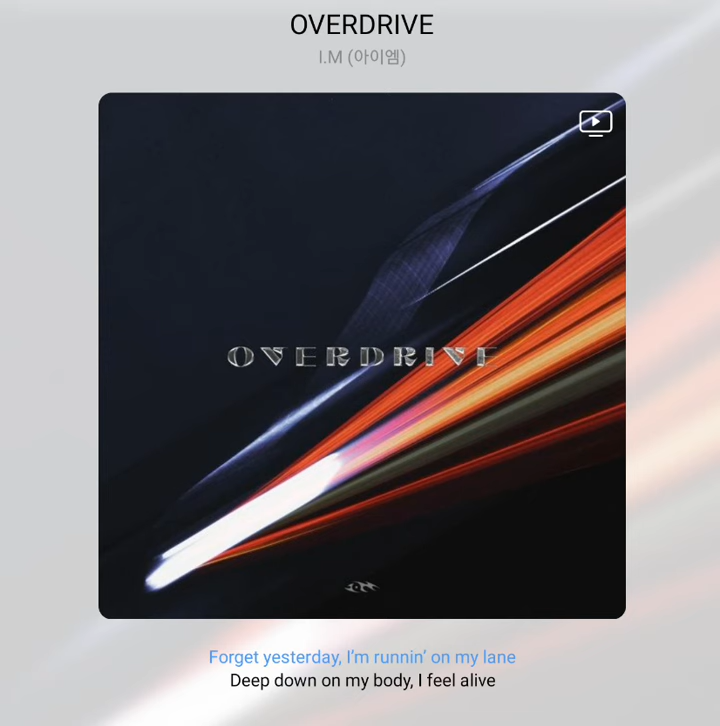 OVERDRIVE
I.M (아이엠)
OVERDRIVE
Forget yesterday, I’m runnin’ on my lane
Deep down on my body, I feel alive